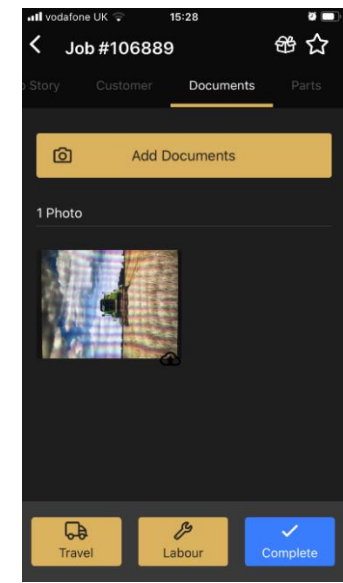 vodafone UK 15:28
Job #106889
Story Customer Documents Parts
Add Documents
1 Photo
Travel Labour Complete